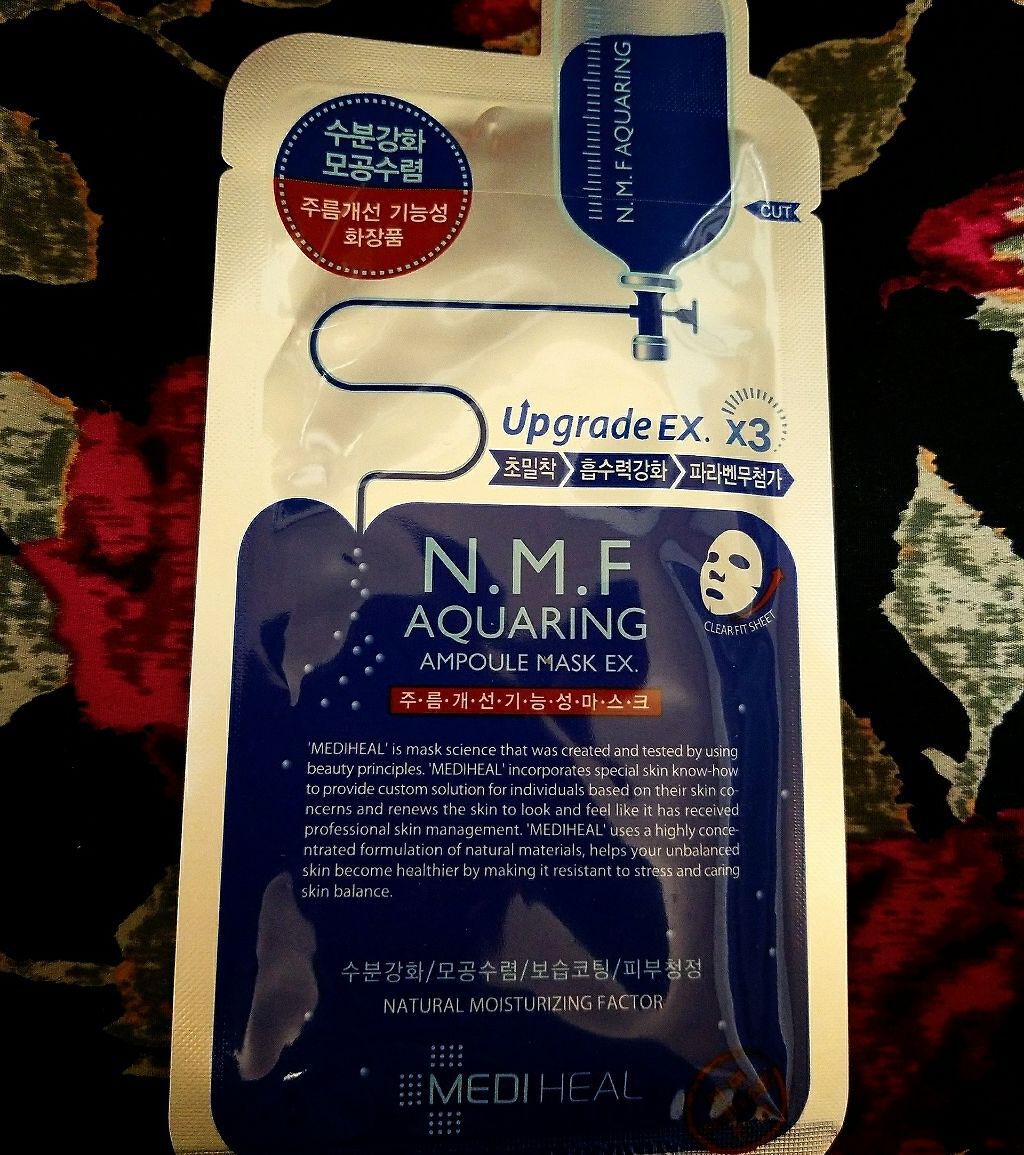 N.M.F AQUARING
수분강화
모공수렴
주름개선 기능성
화장품
CUT
Upgrade EX. x3
초밀착 흡수력강화 파라벤무첨가
N.M.F
AQUARING
AMPOULE MASK EX.
CLEAR FIT SHEET
주·름·개·선·기·능·성·마·스·크
'MEDIHEAL' is mask science that was created and tested by using
beauty principles. 'MEDIHEAL' incorporates special skin know-how
to provide custom solution for individuals based on their skin co-
ncerns and renews the skin to look and feel like it has received
professional skin management. 'MEDIHEAL' uses a highly conce-
ntrated formulation of natural materials, helps your unbalanced
skin become healthier by making it resistant to stress and caring
skin balance.
수분강화/모공수렴/보습코팅/피부청정
NATURAL MOISTURIZING FACTOR
MEDIHEAL